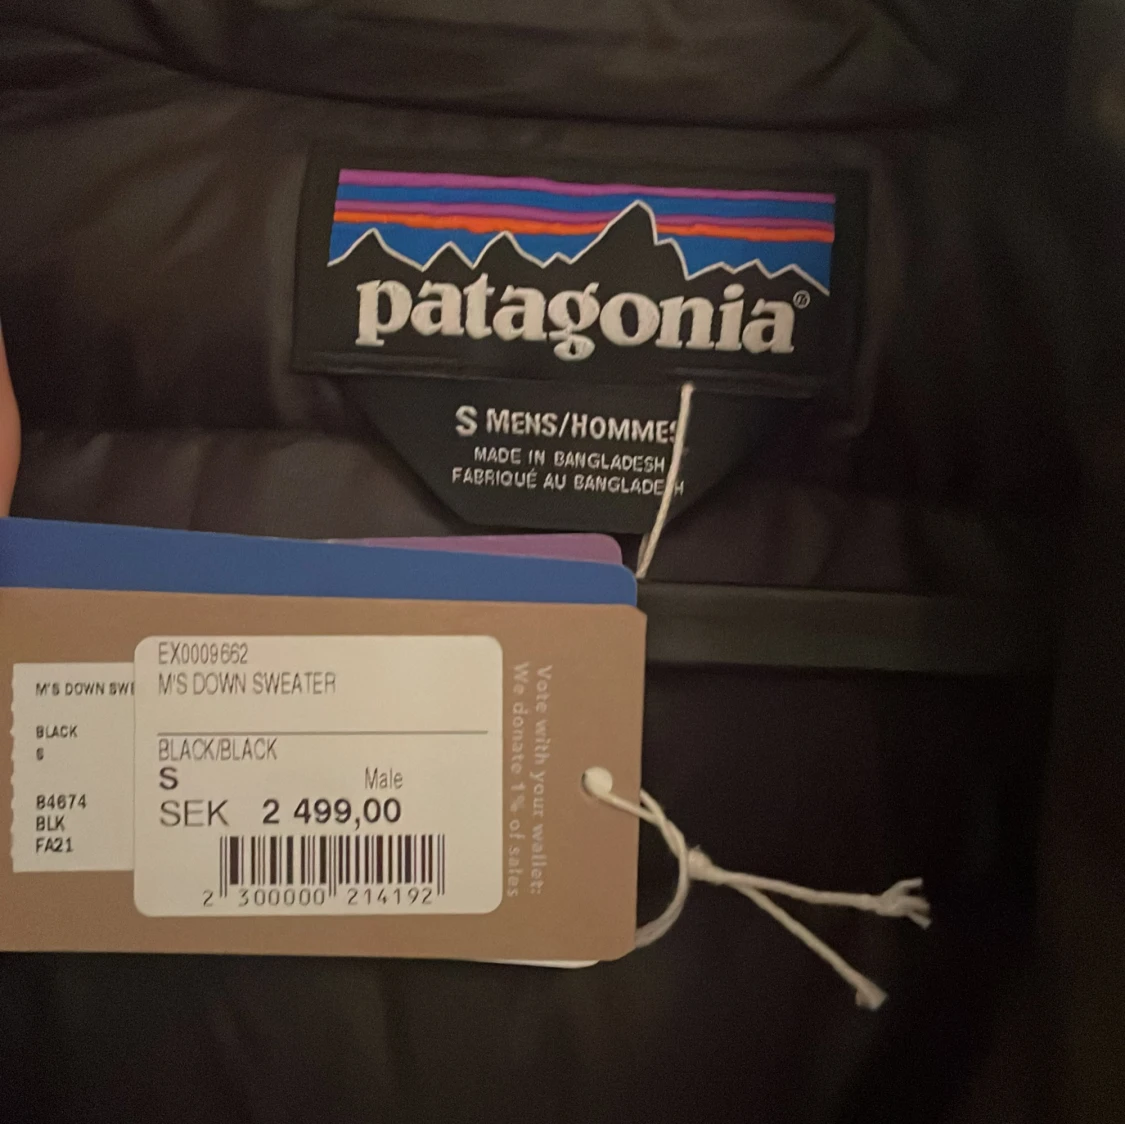 patagonia®
S MENS/HOMMES
MADE IN BANGLADESH
FABRIQUÉ AU BANGLADESH
EX0009662
M'S DOWN SWEATER
BLACK/BLACK
S Male
SEK 2 499,00
2 300000 214192
M'S DOWN SWE
BLACK
S
84674
BLK
FA21
Vote with your wallet:
We donate 1% of sales